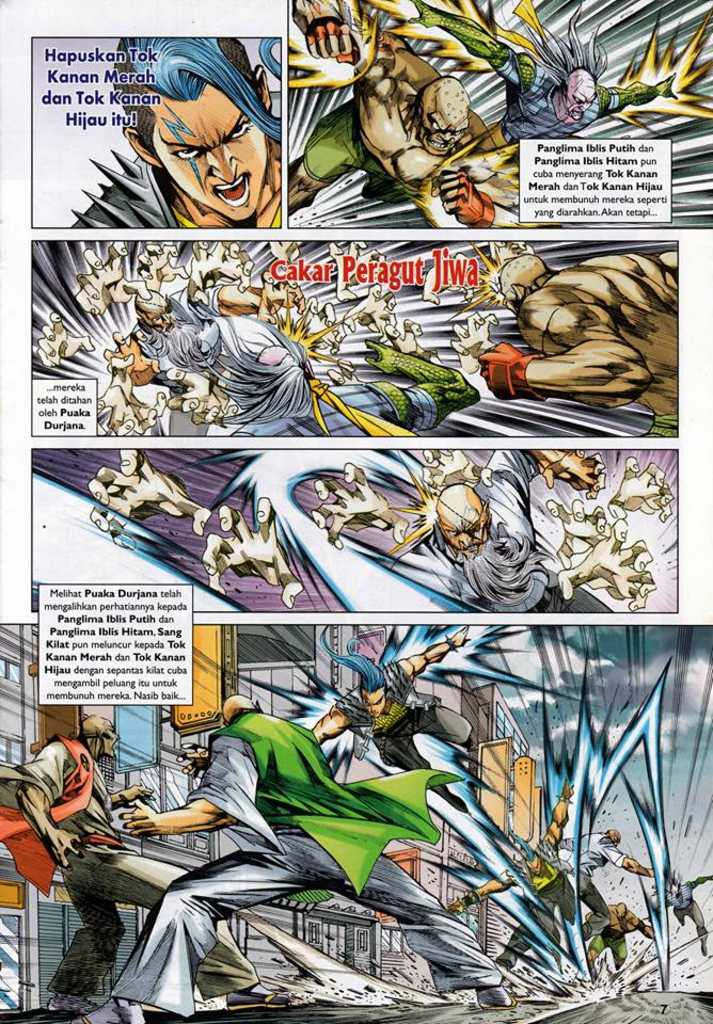 Hapuskan Tok
Kanan Merah
dan Tok Kanan
Hijau itu!
Panglima Iblis Putih dan
Panglima Iblis Hitam pun
cuba menyerang Tok Kanan
Merah dan Tok Kanan Hijau
untuk membunuh mereka seperti
yang diarahkan. Akan tetapi...
Cakar Peragut Jiwa
...mereka
telah ditahan
oleh Puaka
Durjana.
Melihat Puaka Durjana telah
mengalihkan perhatiannya kepada
Panglima Iblis Putih dan
Panglima Iblis Hitam, Sang
Kilat pun meluncur kepada Tok
Kanan Merah dan Tok Kanan
Hijau dengan sepantas kilat cuba
mengambil peluang itu untuk
membunuh mereka. Nasib baik...
7